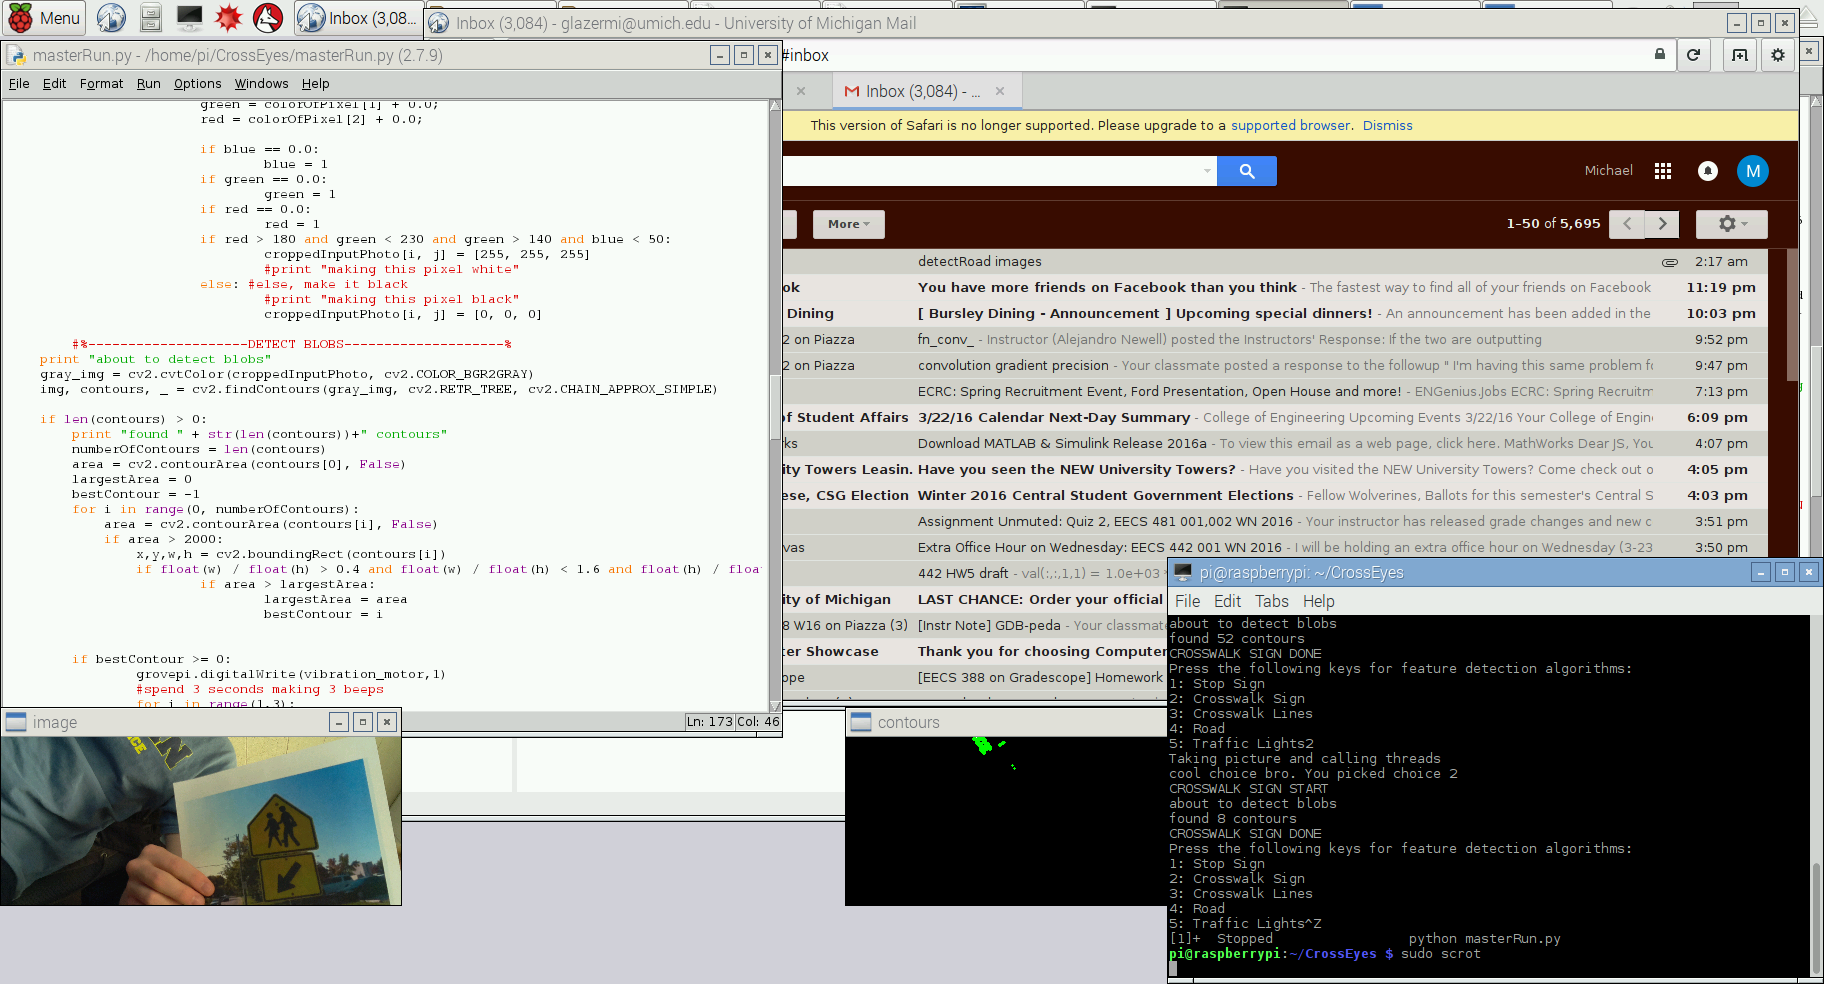 Menu
Inbox (3,08...
Inbox (3,084) - glazermi@umich.edu - University of Michigan Mail
masterRun.py - /home/pi/CrossEyes/masterRun.py (2.7.9)
File Edit Format Run Options Windows Help
green = colorOfPixel[1] + 0.0;
red = colorOfPixel[2] + 0.0;
if blue == 0.0:
blue = 1
if green == 0.0:
green = 1
if red == 0.0:
red = 1
if red > 180 and green < 230 and green > 140 and blue < 50:
croppedInputPhoto[i, j] = [255, 255, 255]
#print "making this pixel white"
else: #else, make it black
#print "making this pixel black"
croppedInputPhoto[i, j] = [0, 0, 0]
#%--------------------DETECT BLOBS--------------------%
print "about to detect blobs"
gray_img = cv2.cvtColor(croppedInputPhoto, cv2.COLOR_BGR2GRAY)
img, contours, _ = cv2.findContours(gray_img, cv2.RETR_TREE, cv2.CHAIN_APPROX_SIMPLE)
if len(contours) > 0:
print "found " + str(len(contours))+" contours"
numberOfContours = len(contours)
area = cv2.contourArea(contours[0], False)
largestArea = 0
bestContour = -1
for i in range(0, numberOfContours):
area = cv2.contourArea(contours[i], False)
if area > 2000:
x,y,w,h = cv2.boundingRect(contours[i])
if float(w) / float(h) > 0.4 and float(w) / float(h) < 1.6 and float(h) / floa
if area > largestArea:
largestArea = area
bestContour = i
if bestContour >= 0:
grovepi.digitalWrite(vibration_motor,1)
#spend 3 seconds making 3 beeps
for i in range(1,3):
Ln: 173 Col: 46
#inbox
Inbox (3,084) - ...
This version of Safari is no longer supported. Please upgrade to a supported browser. Dismiss
Michael
M
More
1–50 of 5,695
detectRoad images 2:17 am
ok You have more friends on Facebook than you think - The fastest way to find all of your friends on Facebook 11:19 pm
Dining [ Bursley Dining - Announcement ] Upcoming special dinners! - An announcement has been added in the 10:03 pm
2 on Piazza fn_conv_ - Instructor (Alejandro Newell) posted the Instructors' Response: If the two are outputting 9:52 pm
2 on Piazza convolution gradient precision - Your classmate posted a response to the followup " I'm having this same problem fo 9:47 pm
ECRC: Spring Recruitment Event, Ford Presentation, Open House and more! - ENGenius.Jobs ECRC: Spring Recruitm 7:13 pm
of Student Affairs 3/22/16 Calendar Next-Day Summary - College of Engineering Upcoming Events 3/22/16 Your College of Engin 6:09 pm
rks Download MATLAB & Simulink Release 2016a - To view this email as a web page, click here. MathWorks Dear JS, You 4:07 pm
ity Towers Leasin. Have you seen the NEW University Towers? - Have you visited the NEW University Towers? Come check out o 4:05 pm
ese, CSG Election Winter 2016 Central Student Government Elections - Fellow Wolverines, Ballots for this semester's Central S 4:03 pm
Assignment Unmuted: Quiz 2, EECS 481 001,002 WN 2016 - Your instructor has released grade changes and new c 3:51 pm
vas Extra Office Hour on Wednesday: EECS 442 001 WN 2016 - I will be holding an extra office hour on Wednesday (3-23 3:50 pm
442 HW5 draft - val(:,:,1,1) = 1.0e+03 *
ity of Michigan LAST CHANCE: Order your official
8 W16 on Piazza (3) [Instr Note] GDB-peda - Your classmate
ter Showcase Thank you for choosing Computer
ope [EECS 388 on Gradescope] Homework
image
contours
pi@raspberrypi: ~/CrossEyes
File Edit Tabs Help
about to detect blobs
found 52 contours
CROSSWALK SIGN DONE
Press the following keys for feature detection algorithms:
1: Stop Sign
2: Crosswalk Sign
3: Crosswalk Lines
4: Road
5: Traffic Lights2
Taking picture and calling threads
cool choice bro. You picked choice 2
CROSSWALK SIGN START
about to detect blobs
found 8 contours
CROSSWALK SIGN DONE
Press the following keys for feature detection algorithms:
1: Stop Sign
2: Crosswalk Sign
3: Crosswalk Lines
4: Road
5: Traffic Lights^Z
[1]+ Stopped python masterRun.py
pi@raspberrypi:~/CrossEyes $ sudo scrot